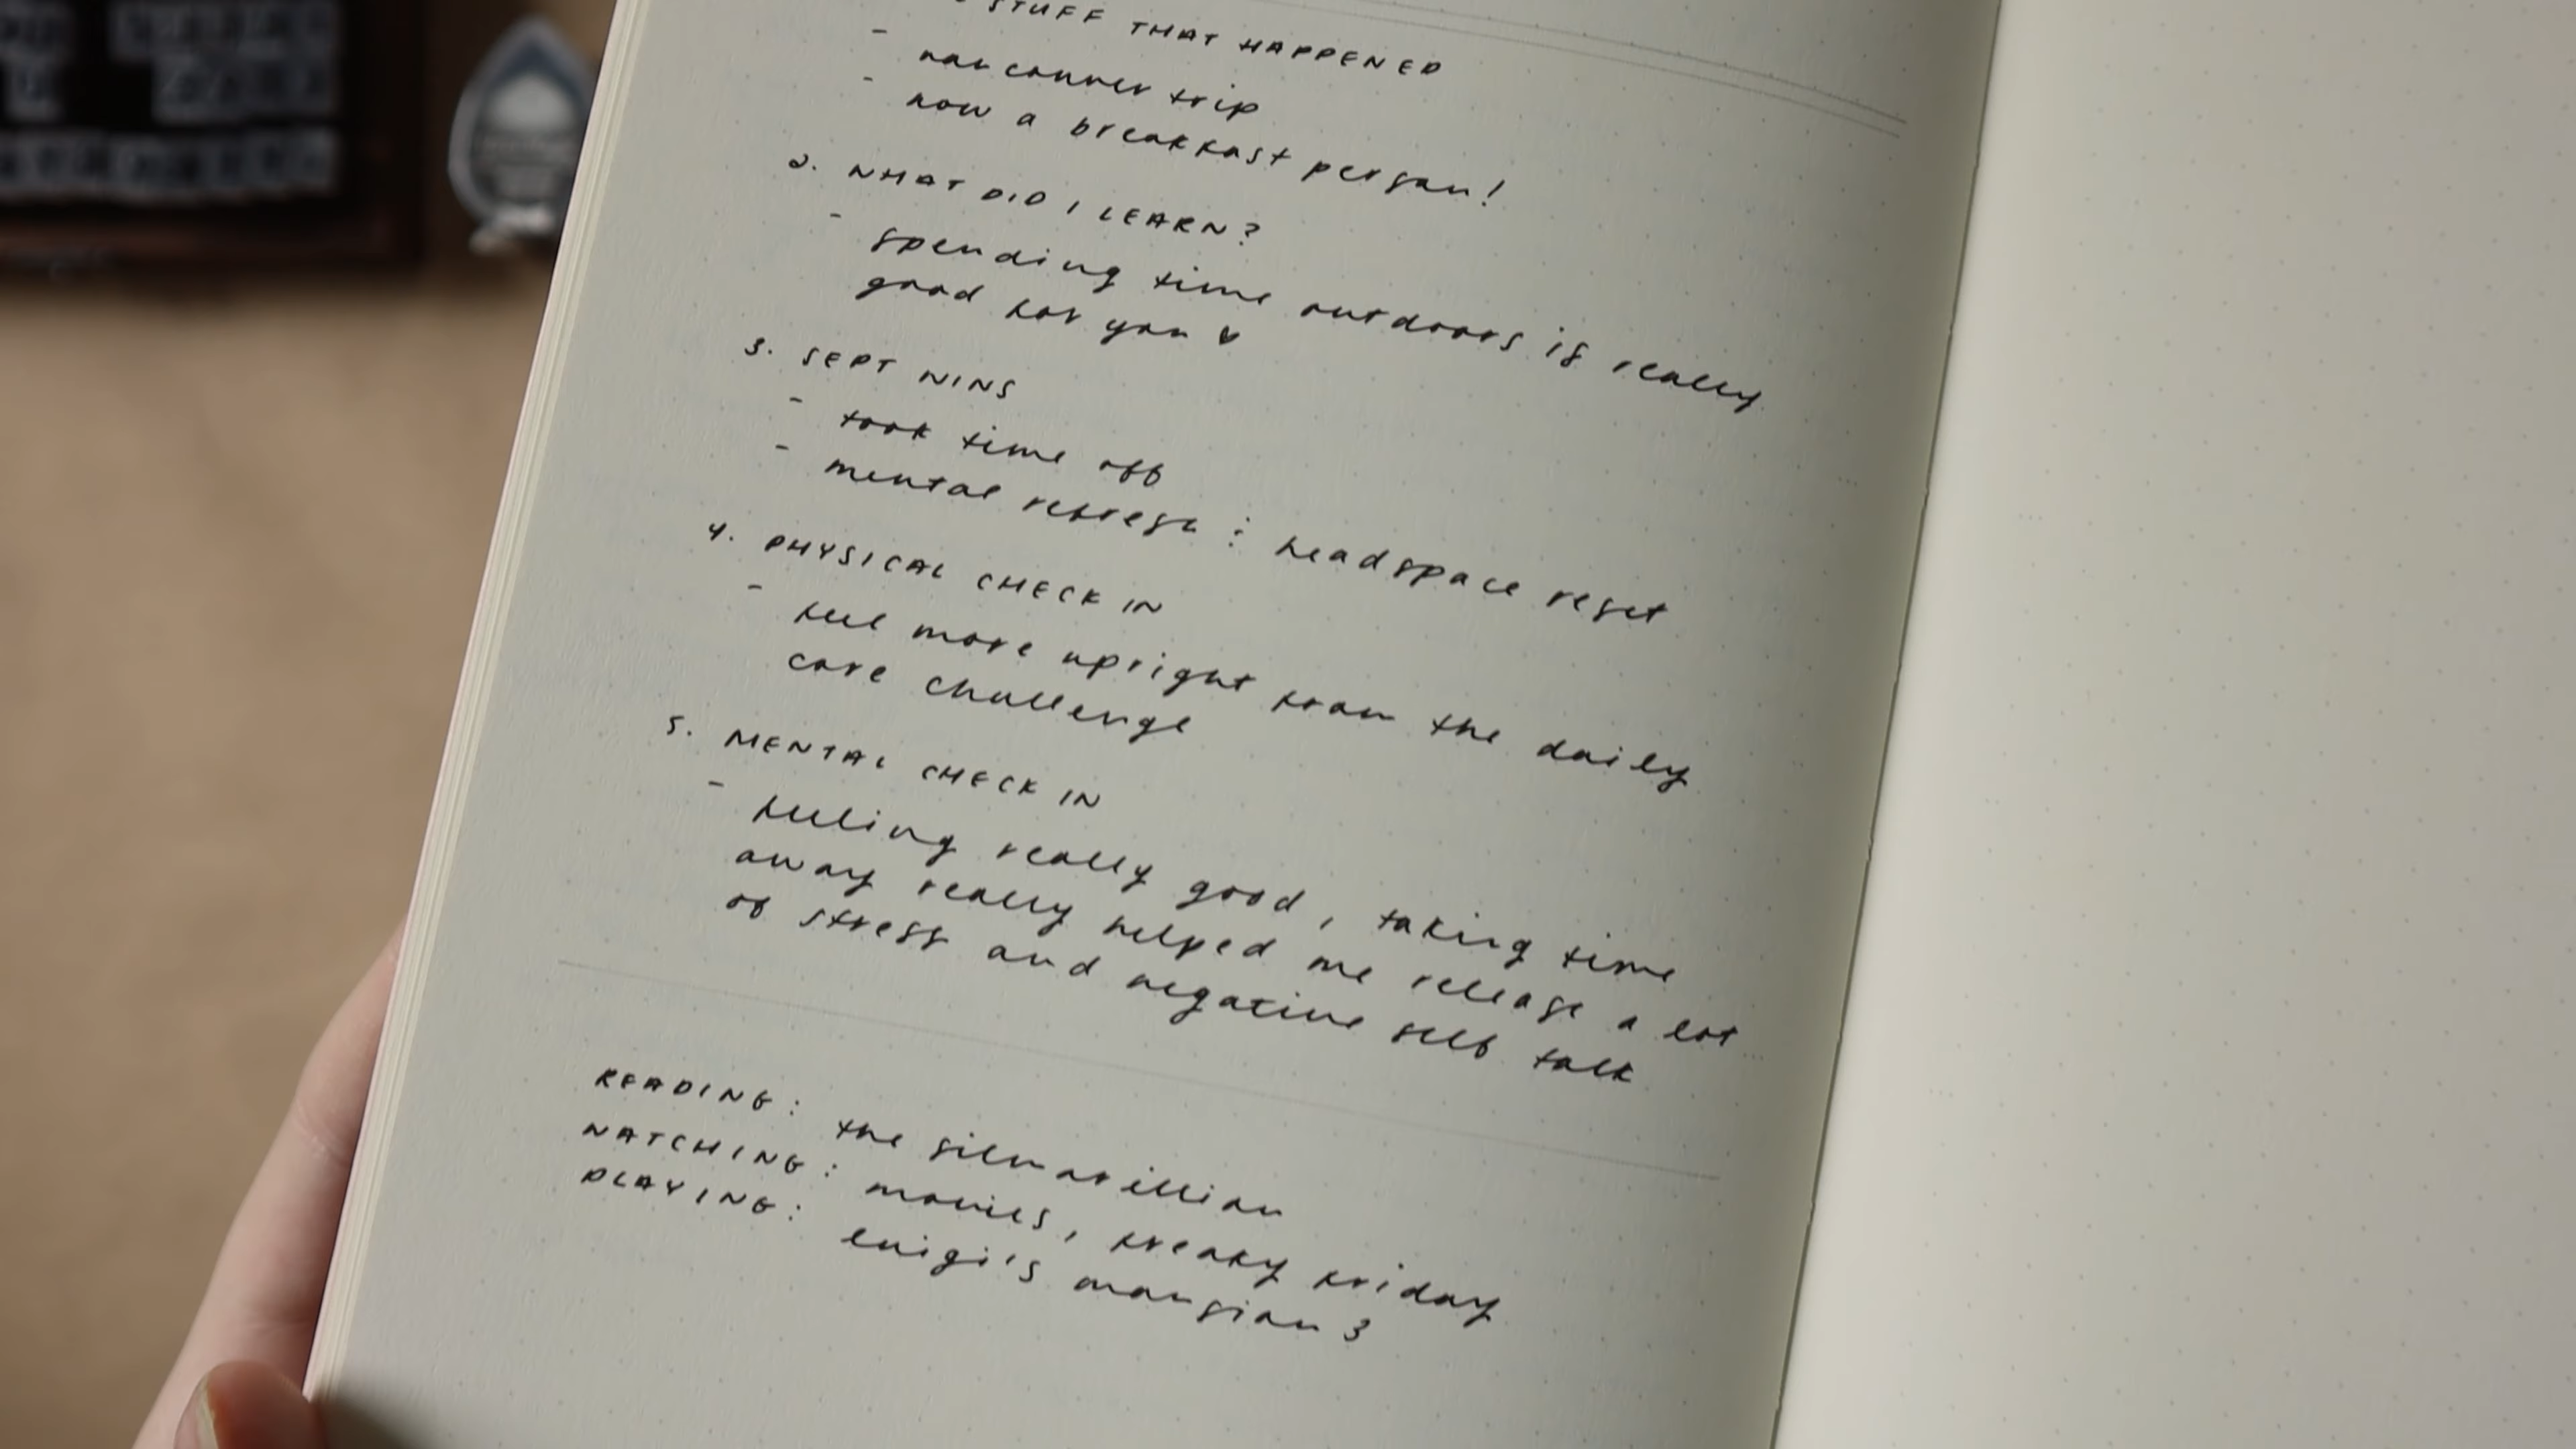 STUFF THAT HAPPENED
- vancouver trip
- now a breakfast person!
2. WHAT DID I LEARN?
- spending time outdoors is really
good for you ♥
3. SEPT WINS
- took time off
- mental refresh : headspace reset
4. PHYSICAL CHECK IN
- feel more upright from the daily
core challenge
5. MENTAL CHECK IN
- feeling really good, taking time
away really helped me release a lot
of stress and negative self talk
READING: the silmarillian
WATCHING: movies, freaky friday
PLAYING: luigi's mansion 3